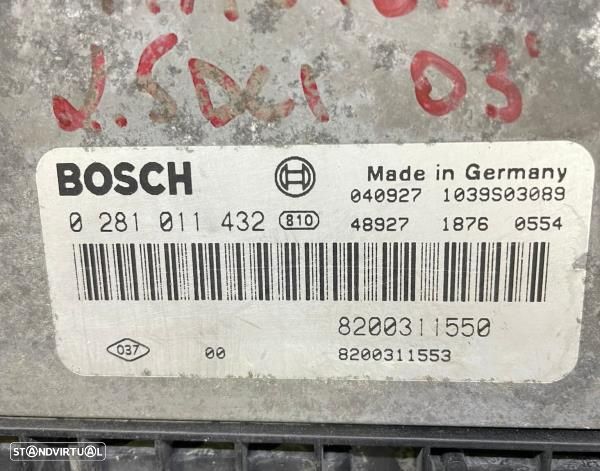 1.5DCI 03'
BOSCH Made in Germany
040927 1039S03089
0 281 011 432 810 48927 1876 0554
8200311550
037 00 8200311553
STANDVIRTUAL